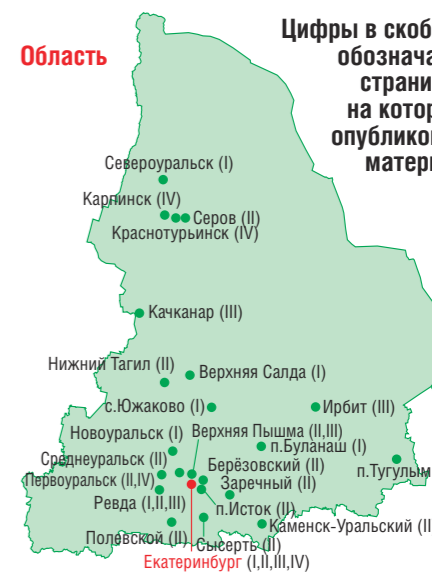 Область
Цифры в скоб
обознача
страни
на котор
опубликов
матери
Североуральск (I)
Карпинск (IV)
Серов (II)
Краснотурьинск (IV)
Качканар (III)
Нижний Тагил (II)
Верхняя Салда (I)
с.Южаково (I)
Ирбит (III)
Новоуральск (I)
Верхняя Пышма (II,III)
п.Буланаш (I)
Среднеуральск (II)
Берёзовский (II)
п.Тугулым
Первоуральск (II,IV)
Заречный (II)
Ревда (I,II,III)
п.Исток (II)
Полевской (II)
Каменск-Уральский (II
Сысерть (II)
Екатеринбург (I,II,III,IV)